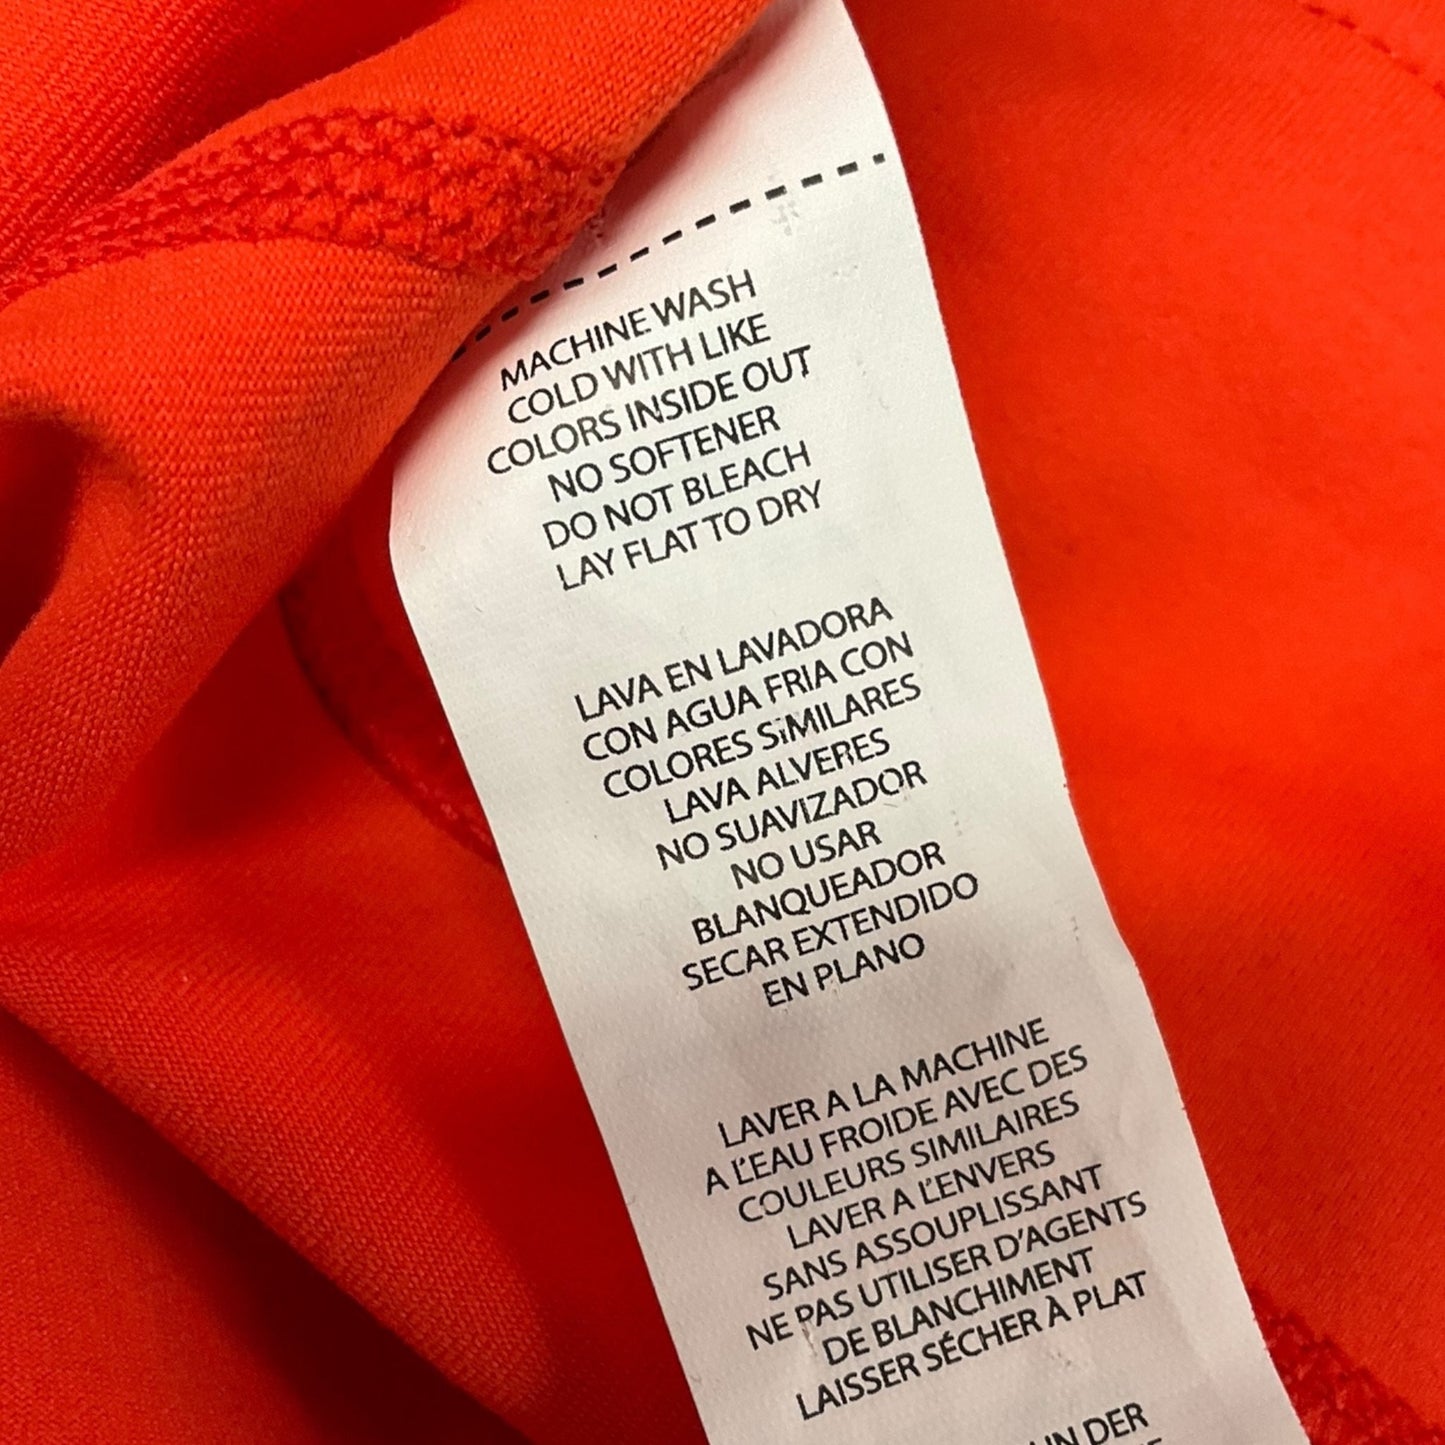 MACHINE WASH
COLD WITH LIKE
COLORS INSIDE OUT
NO SOFTENER
DO NOT BLEACH
LAY FLAT TO DRY
LAVA EN LAVADORA
CON AGUA FRIA CON
COLORES SiMILARES
LAVA ALVERES
NO SUAVIZADOR
NO USAR
BLANQUEADOR
SECAR EXTENDIDO
EN PLANO
LAVER A LA MACHINE
A L'EAU FROIDE AVEC DES
COULEURS SIMILAIRES
LAVER A L'ENVERS
SANS ASSOUPLISSANT
NE PAS UTILISER D'AGENTS
DE BLANCHIMENT
LAISSER SÉCHER À PLAT
DER